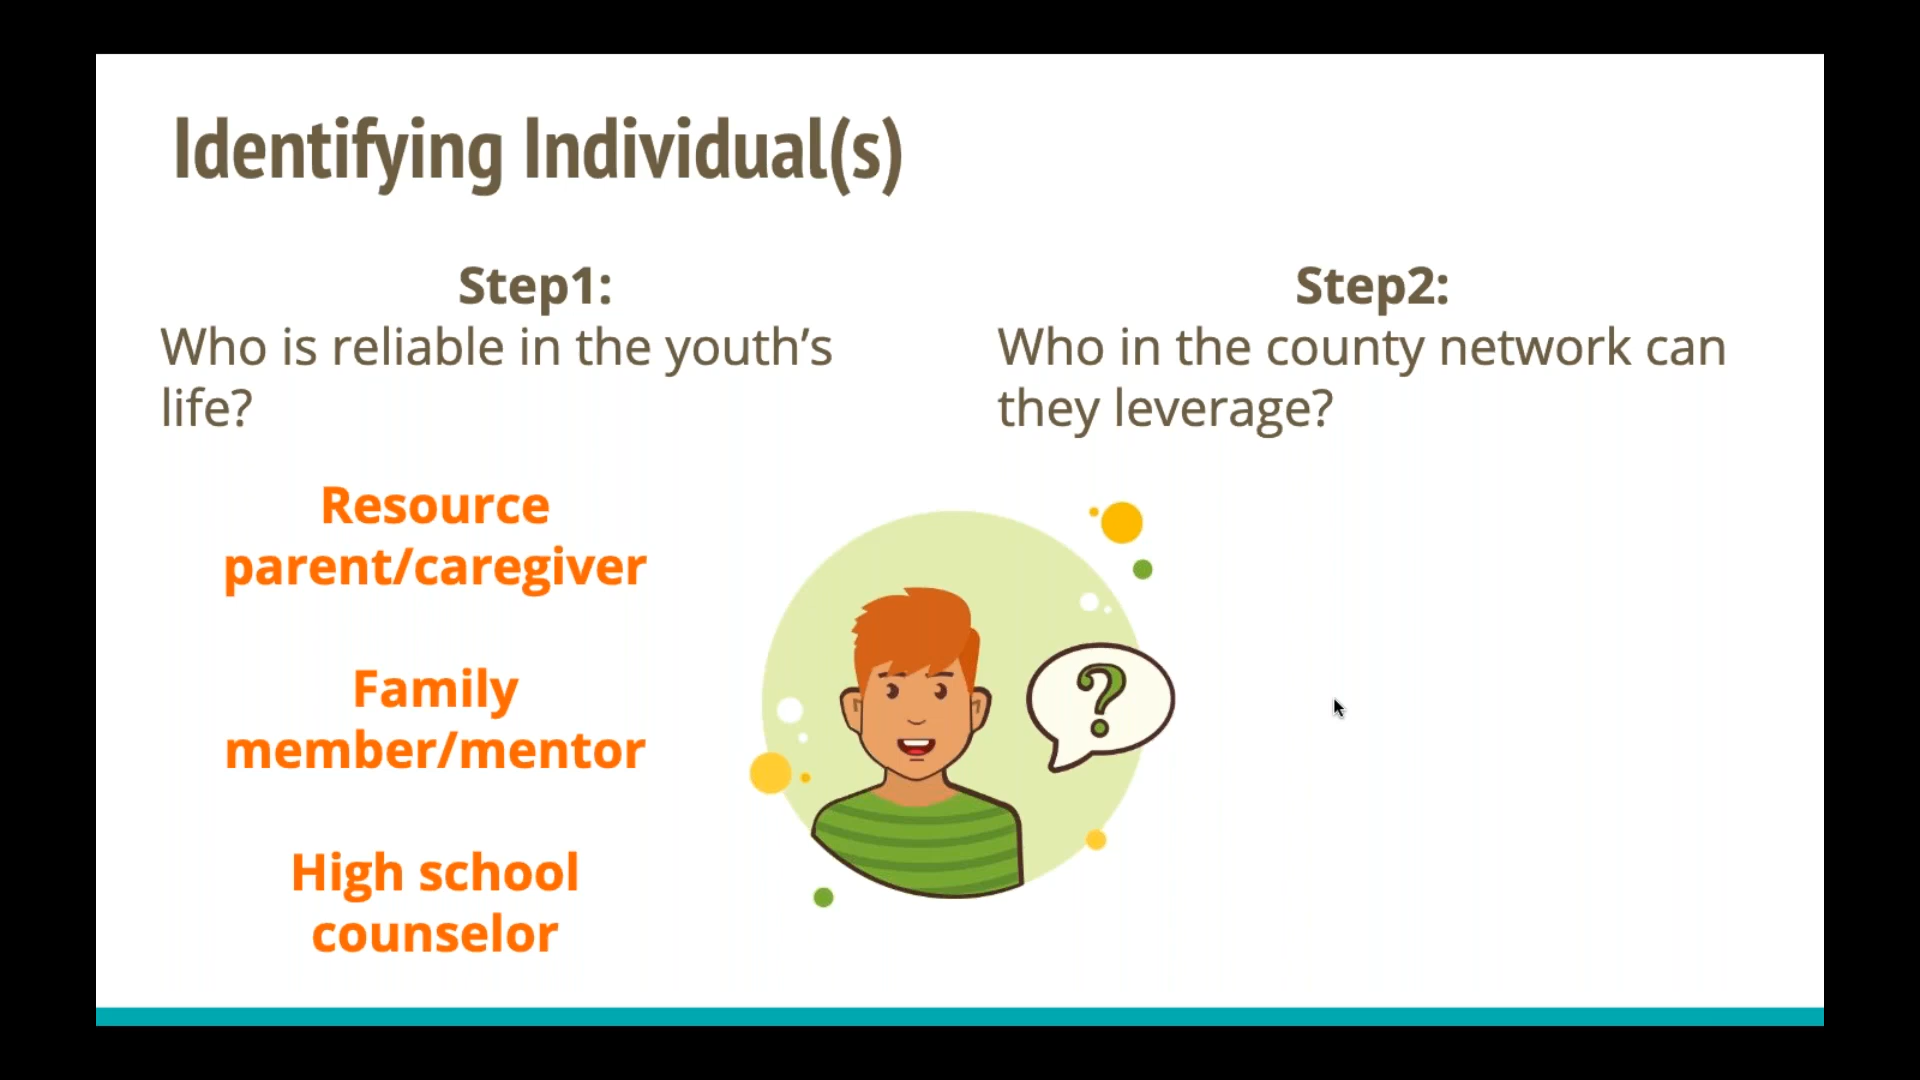 Identifying Individual(s)
Step1:
Who is reliable in the youth’s
life?
Resource
parent/caregiver
Family
member/mentor
High school
counselor
Step2:
Who in the county network can
they leverage?
?